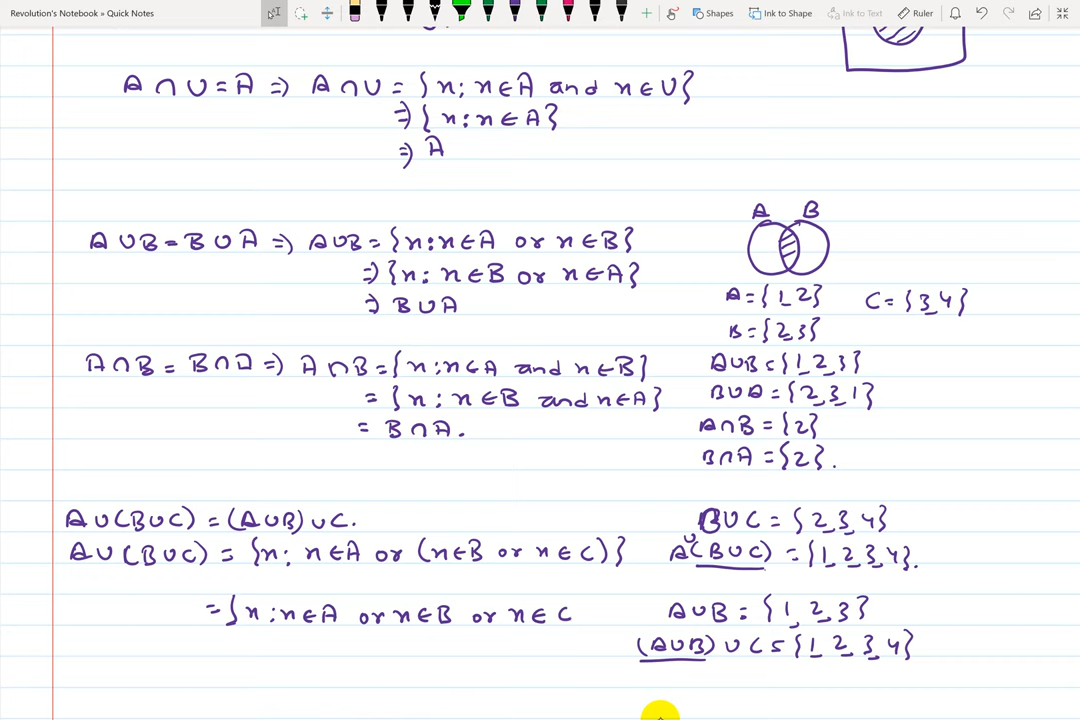 Revolution's Notebook » Quick Notes
Shapes
Ink to Shape
Ink to Text
Ruler
A ∩ U = A ⇒ A ∩ U = {n; n ∈ A and n ∈ U}
⇒ { n : n ∈ A }
⇒ A
A B
A ∪ B = B ∪ A ⇒ A ∪ B = {n : n ∈ A or n ∈ B}
⇒ {n ; n ∈ B or n ∈ A}
⇒ B ∪ A
A = {1, 2} C = {3, 4}
B = {2, 3}
A ∩ B = B ∩ A ⇒ A ∩ B = {n ; n ∈ A and n ∈ B}
= {n ; n ∈ B and n ∈ A}
= B ∩ A.
A ∪ B = {1, 2, 3}
B ∪ A = {2, 3, 1}
A ∩ B = {2}
B ∩ A = {2}.
A ∪ (B ∪ C) = (A ∪ B) ∪ C.
A ∪ (B ∪ C) = {n ; n ∈ A or (n ∈ B or n ∈ C)}
= {n ; n ∈ A or n ∈ B or n ∈ C
B ∪ C = {2, 3, 4}
A ∪ (B ∪ C) = {1, 2, 3, 4}.
A ∪ B = {1, 2, 3}
(A ∪ B) ∪ C = {1, 2, 3, 4}